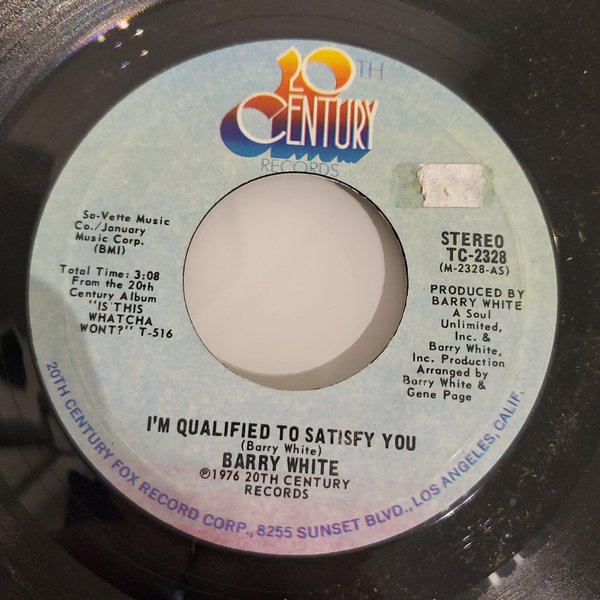 20TH
CENTURY
RECORDS
So-Vette Music
Co./January
Music Corp.
(BMI)
Total Time: 3:08
From the 20th
Century Album
"IS THIS
WHATCHA
WONT?" T-516
STEREO
TC-2328
(M-2328-AS)
PRODUCED BY
BARRY WHITE
A Soul
Unlimited,
Inc. &
Barry White,
Inc. Production
Arranged by
Barry White &
Gene Page
I'M QUALIFIED TO SATISFY YOU
(Barry White)
BARRY WHITE
℗1976 20TH CENTURY
RECORDS
20TH CENTURY FOX RECORD CORP., 8255 SUNSET BLVD., LOS ANGELES, CALIF.